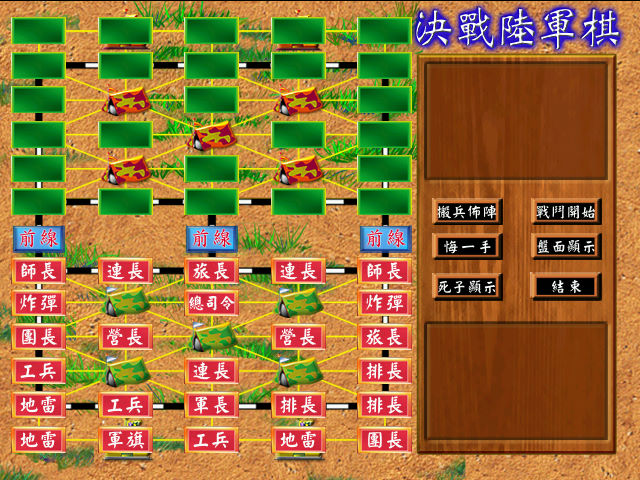 決戰陸軍棋
搬兵佈陣 戰鬥開始
悔一手 盤面顯示
死子顯示 結束
前線 前線 前線
師長 連長 旅長 連長 師長
炸彈 總司令 炸彈
團長 營長 營長 旅長
工兵 連長 排長
地雷 工兵 軍長 排長 排長
地雷 軍旗 工兵 地雷 團長